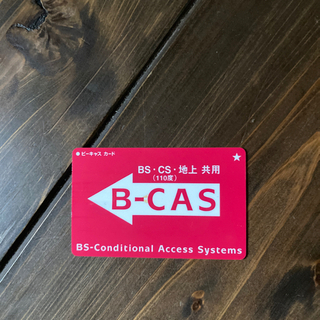 ● ビーキャス カード
BS・CS・地上 共用
(110度)
B-CAS
BS-Conditional Access Systems